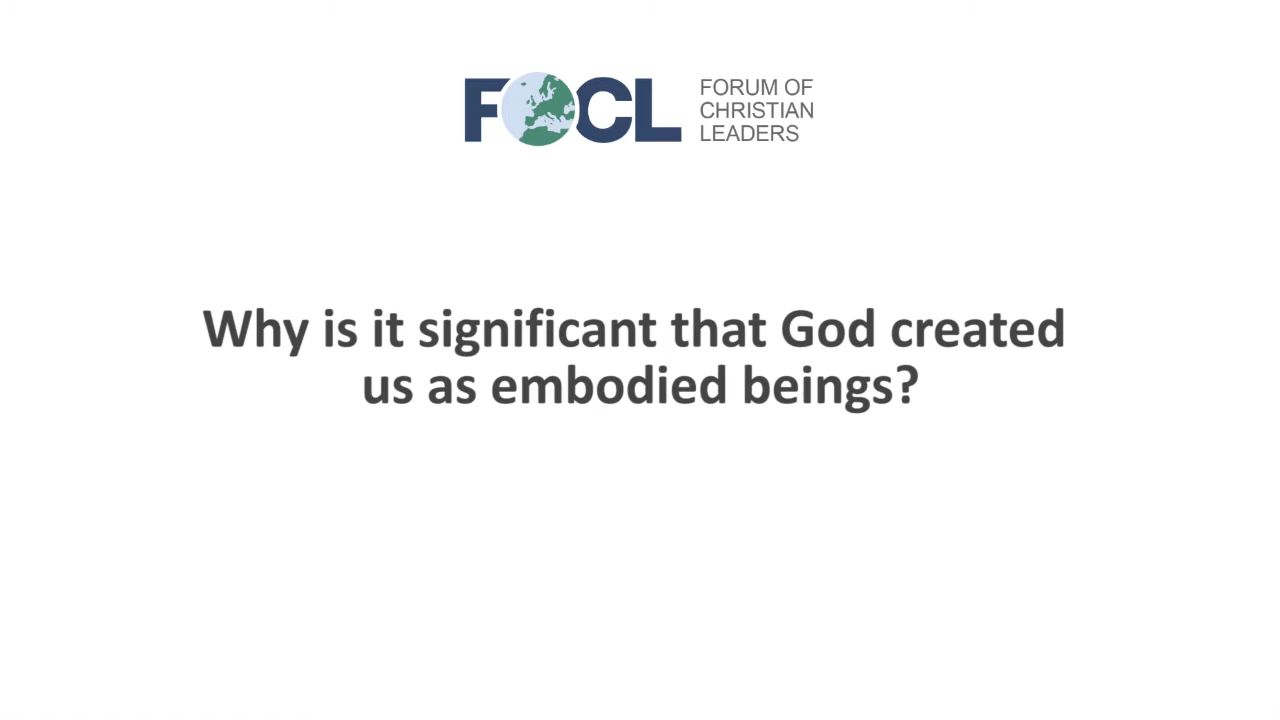 FOCL
FORUM OF
CHRISTIAN
LEADERS
Why is it significant that God created
us as embodied beings?